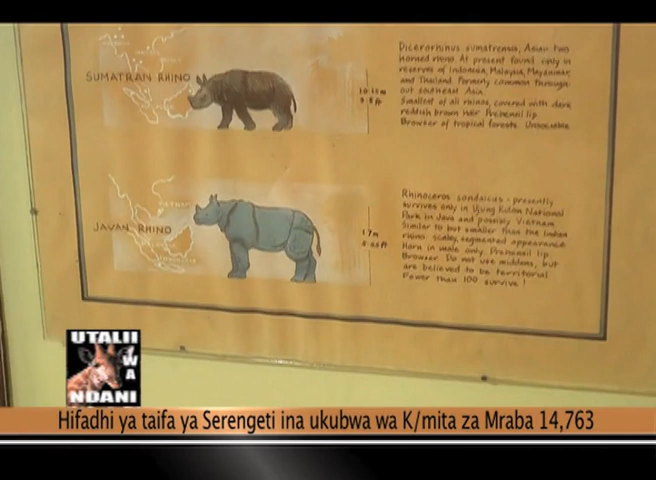 SUMATRAN RHINO
Dicerorhinus sumatrensis, Asian two
horned rhino. At present found only in
reserves of Indonesia, Malaysia, Mayanmar,
and Thailand. Formerly common through-
out southeast Asia.
Smallest of all rhinos, covered with dark
reddish brown hair. Prehensil lip.
Browser of tropical forests.
JAVAN RHINO
1.7m
Rhinoceros sondaicus - presently
survives only in Ujung Kulon National
Park in Java and possibly Vietnam
Similar to but smaller than the Indian
rhino. scaley, segmented appearance
Horn in male only. Prehensil lip.
Browser. Do not use middens, but
are believed to be territorial
Fewer than 100 survive!
UTALII
WA
NDANI
Hifadhi ya taifa ya Serengeti ina ukubwa wa K/mita za Mraba 14,763